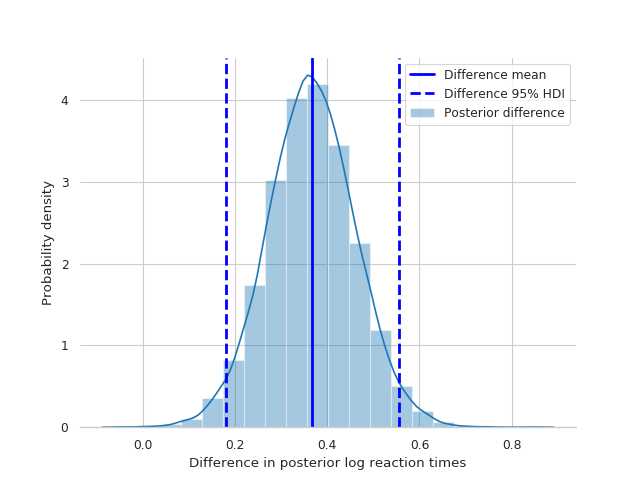 Difference mean
Difference 95% HDI
Posterior difference
Probability density
4
3
2
1
0
0.0 0.2 0.4 0.6 0.8
Difference in posterior log reaction times